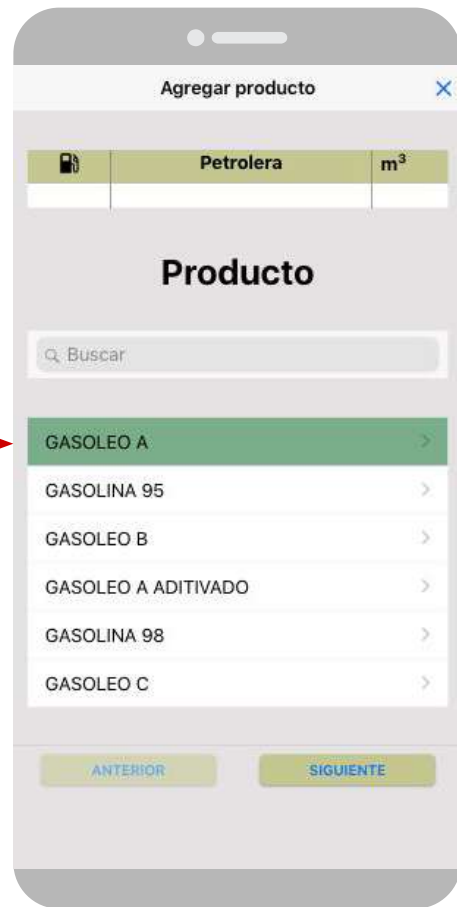 Agregar producto
Petrolera m³
Producto
Buscar
GASOLEO A
GASOLINA 95
GASOLEO B
GASOLEO A ADITIVADO
GASOLINA 98
GASOLEO C
ANTERIOR SIGUIENTE